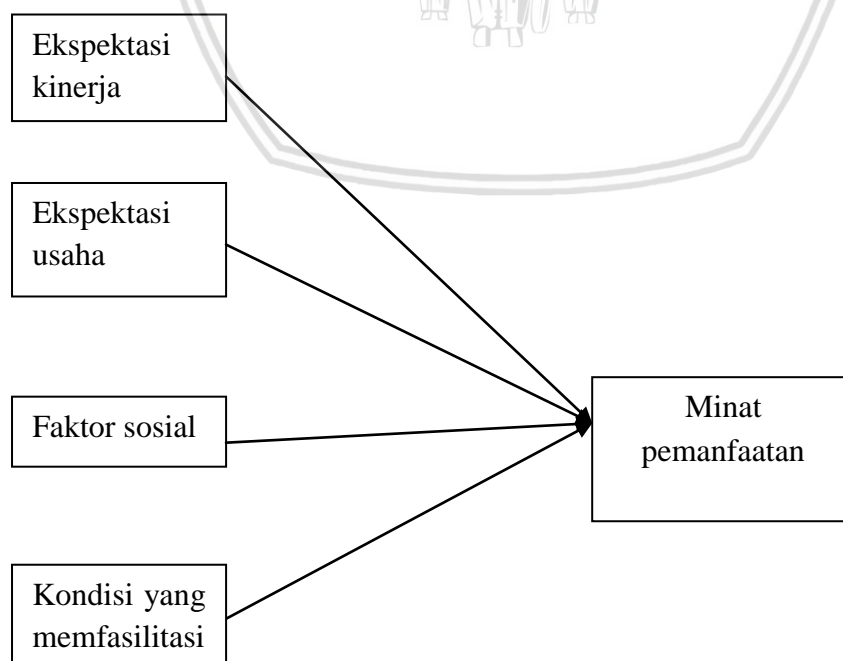 Ekspektasi
kinerja
Ekspektasi
usaha
Faktor sosial
Kondisi yang
memfasilitasi
Minat
pemanfaatan